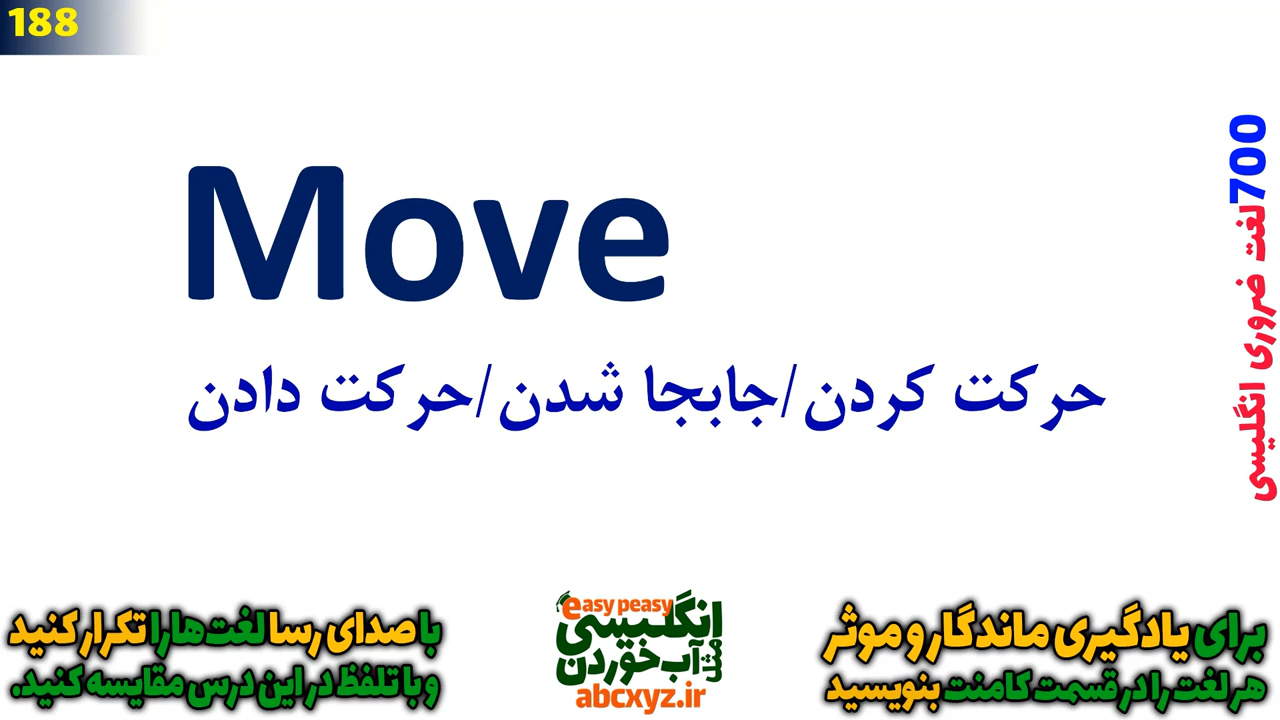 188
Move
حرکت کردن/جابجا شدن/حرکت دادن
700 لغت ضروری انگلیسی
برای یادگیری ماندگار و موثر
هر لغت را در قسمت کامنت بنویسید
easy peasy
انگلیسی
مثل آب خوردن
abcxyz.ir
با صدای رسا لغت‌ها را تکرار کنید
و با تلفظ در این درس مقایسه کنید.